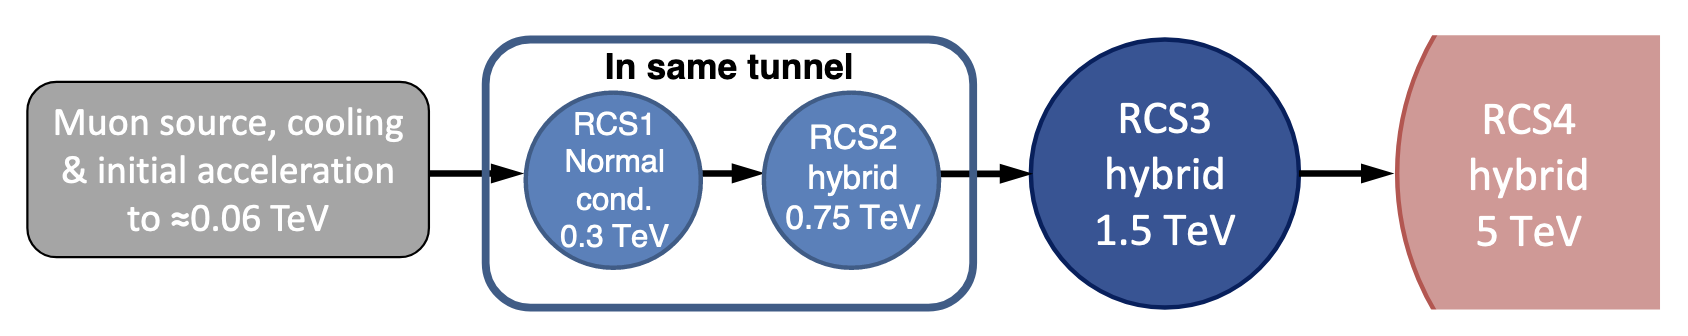 Muon source, cooling
& initial acceleration
to ≈0.06 TeV
In same tunnel
RCS1
Normal
cond.
0.3 TeV
RCS2
hybrid
0.75 TeV
RCS3
hybrid
1.5 TeV
RCS4
hybrid
5 TeV